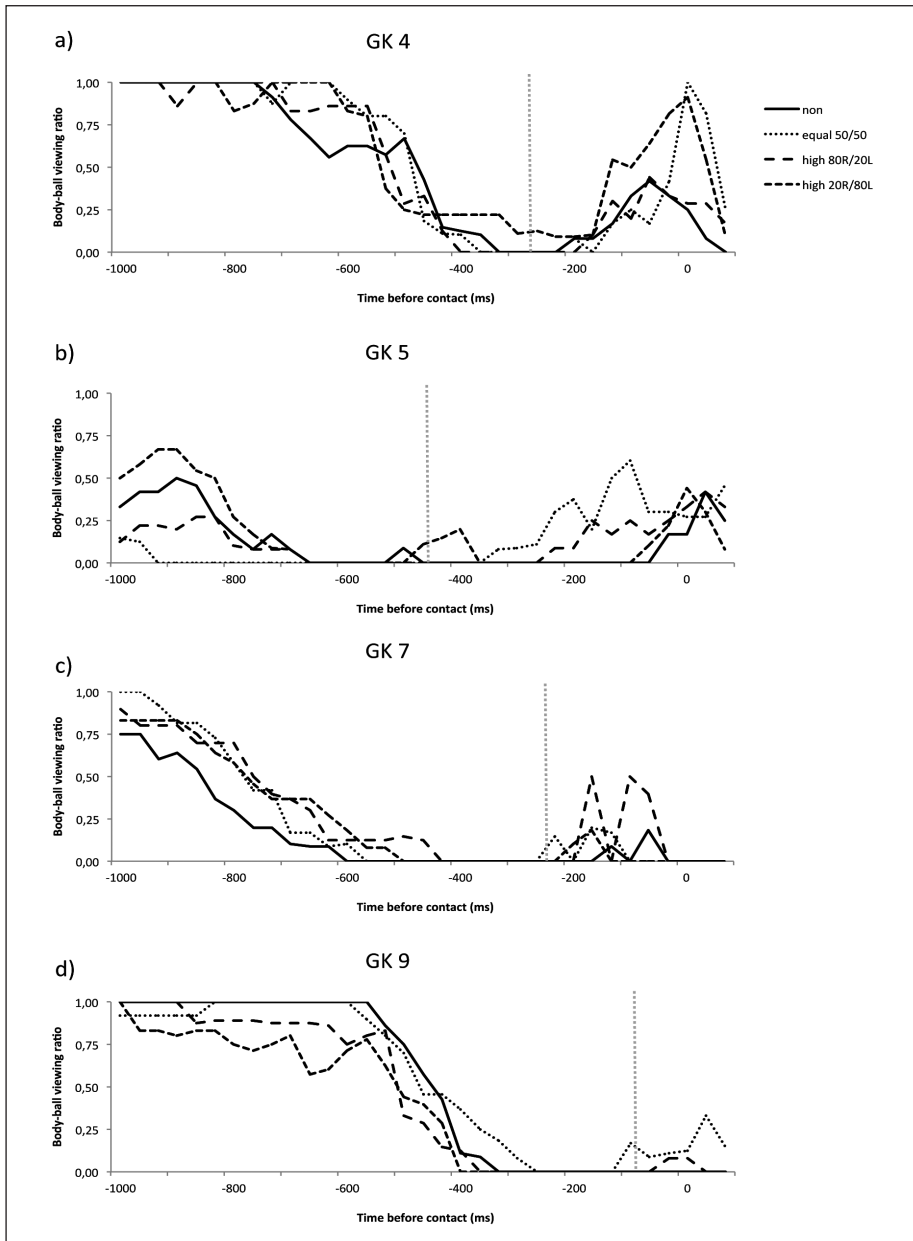 a)
GK 4
1,00
0,75
0,50
0,25
0,00
Body-ball viewing ratio
-1000 -800 -600 -400 -200 0
Time before contact (ms)
non
equal 50/50
high 80R/20L
high 20R/80L
b)
GK 5
1,00
0,75
0,50
0,25
0,00
Body-ball viewing ratio
-1000 -800 -600 -400 -200 0
Time before contact (ms)
c)
GK 7
1,00
0,75
0,50
0,25
0,00
Body-ball viewing ratio
-1000 -800 -600 -400 -200 0
Time before contact (ms)
d)
GK 9
1,00
0,75
0,50
0,25
0,00
Body-ball viewing ratio
-1000 -800 -600 -400 -200 0
Time before contact (ms)